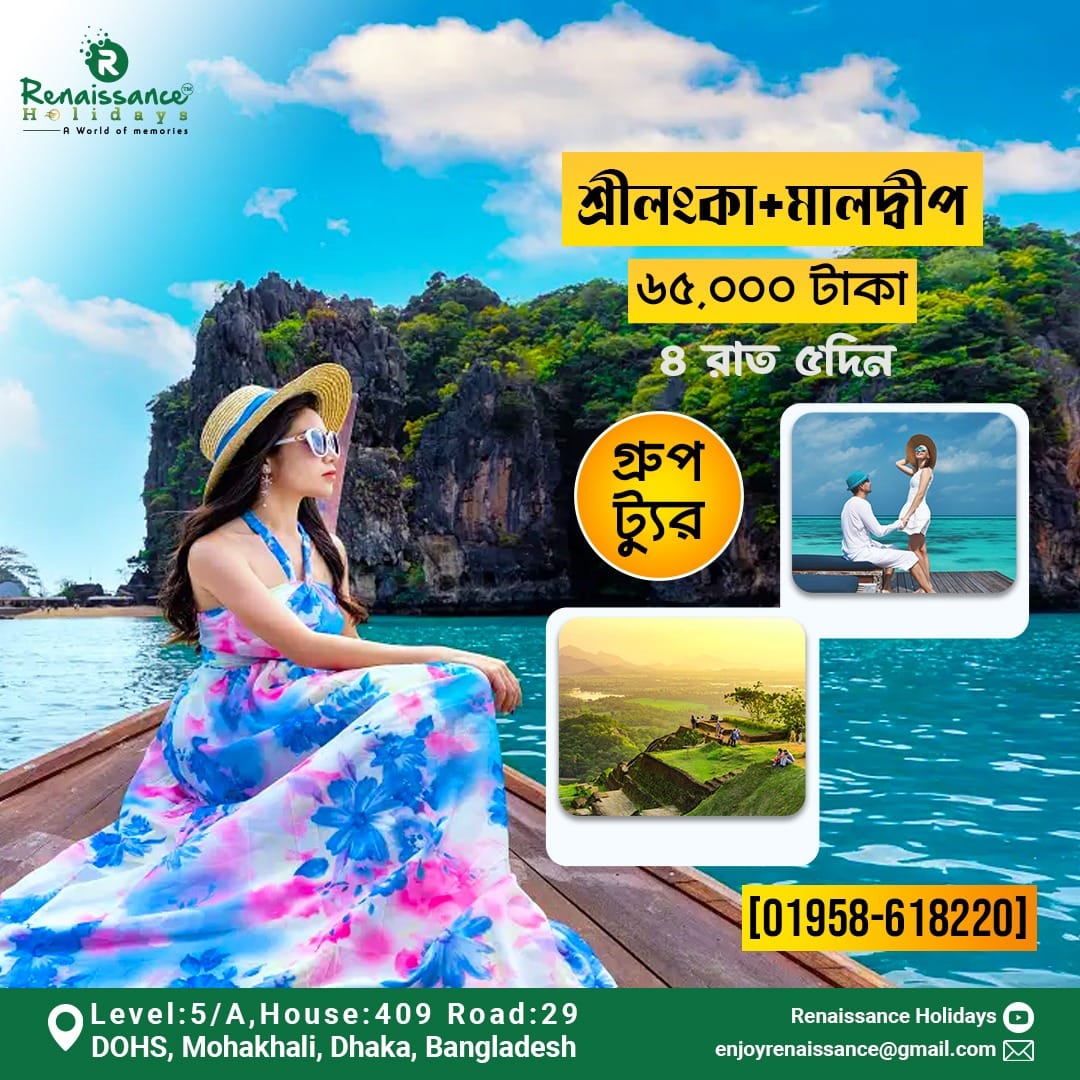 Renaissance™
Holidays
A World of memories
শ্রীলংকা+মালদ্বীপ
৬৫,০০০ টাকা
৪ রাত ৫দিন
গ্রুপ
ট্যুর
[01958-618220]
Level:5/A,House:409 Road:29
DOHS, Mohakhali, Dhaka, Bangladesh
Renaissance Holidays
enjoyrenaissance@gmail.com